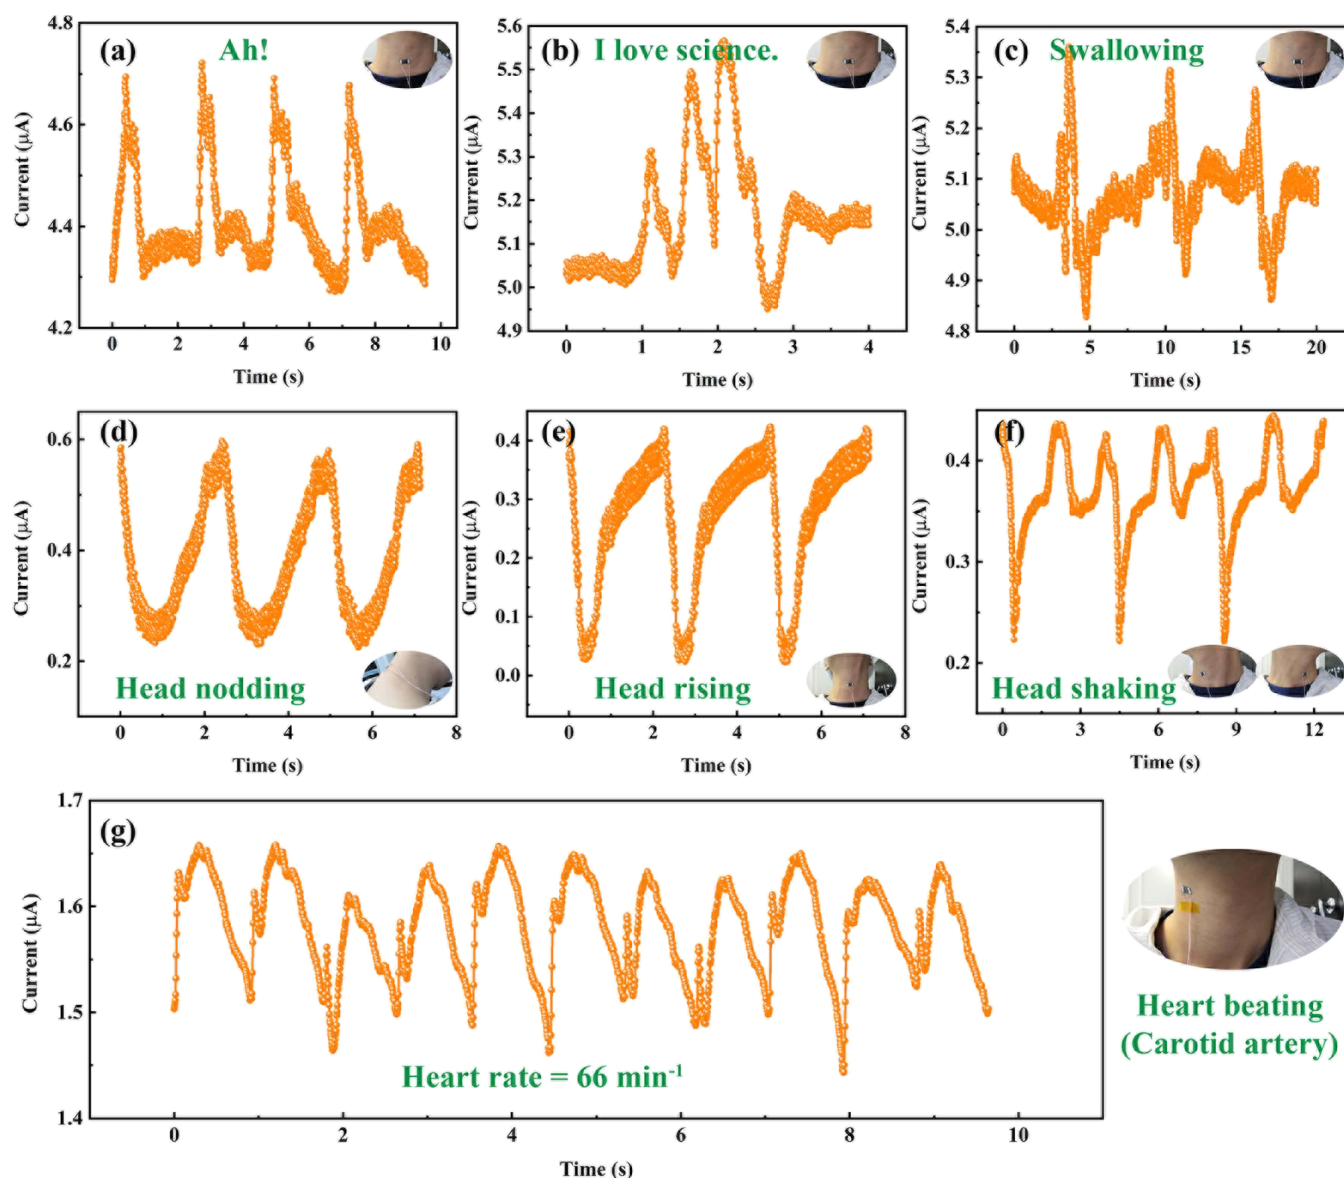 (a)
Ah!
4.8
4.6
4.4
4.2
Current (μA)
0 2 4 6 8 10
Time (s)
(b)
I love science.
5.6
5.5
5.4
5.3
5.2
5.1
5.0
4.9
Current (μA)
0 1 2 3 4
Time (s)
(c)
Swallowing
5.4
5.3
5.2
5.1
5.0
4.9
4.8
Current (μA)
0 5 10 15 20
Time (s)
(d)
0.6
0.4
0.2
Current (μA)
Head nodding
0 2 4 6 8
Time (s)
(e)
0.4
0.3
0.2
0.1
0.0
Current (μA)
Head rising
0 2 4 6 8
Time (s)
(f)
0.4
0.3
0.2
Current (μA)
Head shaking
0 3 6 9 12
Time (s)
(g)
1.7
1.6
1.5
1.4
Current (μA)
Heart rate = 66 min⁻¹
0 2 4 6 8 10
Time (s)
Heart beating
(Carotid artery)